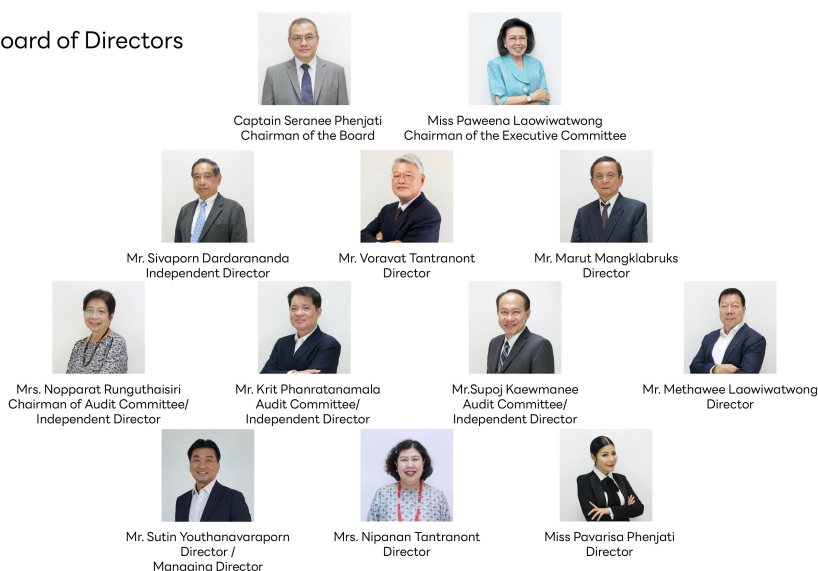 oard of Directors
Captain Seranee Phenjati
Chairman of the Board
Miss Paweena Laowiwatwong
Chairman of the Executive Committee
Mr. Sivaporn Dardarananda
Independent Director
Mr. Voravat Tantranont
Director
Mr. Marut Mangklabruks
Director
Mrs. Nopparat Runguthaisiri
Chairman of Audit Committee/
Independent Director
Mr. Krit Phanratanamala
Audit Committee/
Independent Director
Mr.Supoj Kaewmanee
Audit Committee/
Independent Director
Mr. Methawee Laowiwatwong
Director
Mr. Sutin Youthanavaraporn
Director /
Managing Director
Mrs. Nipanan Tantranont
Director
Miss Pavarisa Phenjati
Director